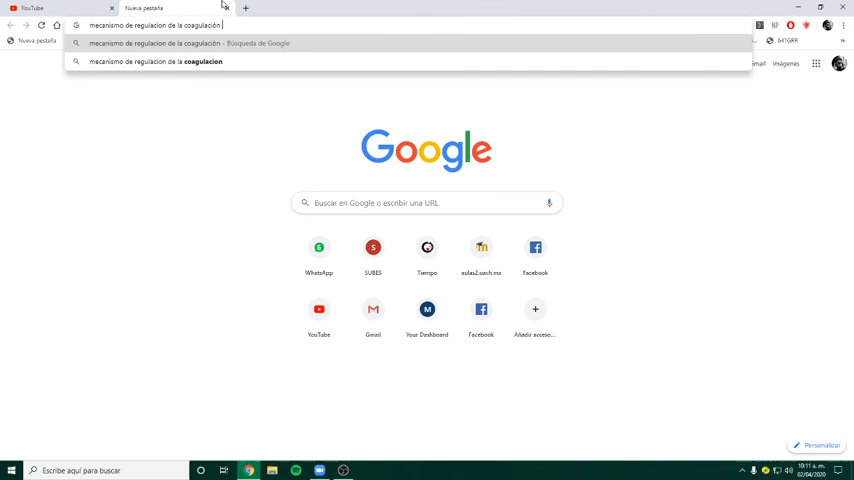 YouTube
Nueva pestaña
mecanismo de regulacion de la coagulación
Nueva pestaña
641GRR
mecanismo de regulacion de la coagulación - Búsqueda de Google
mecanismo de regulacion de la coagulacion
Imágenes
Google
Buscar en Google o escribir una URL
6
S
m
WhatsApp
SUBES
Tiempo
aulas2.uach.mx
Facebook
M
YouTube
Gmail
Your Dashboard
Facebook
Añadir acceso...
Personalizar
Escribe aquí para buscar
10:11 a. m.
02/04/2020